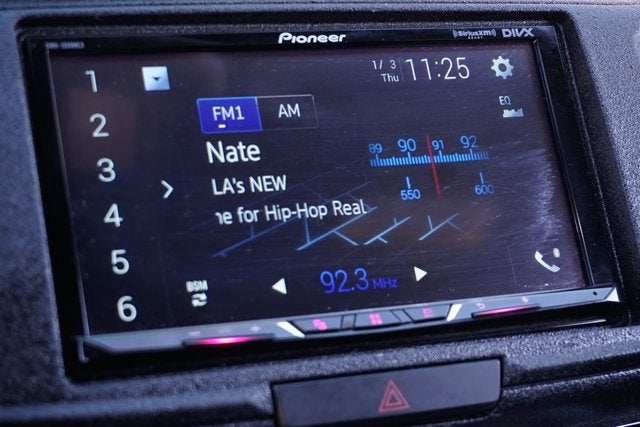 Pioneer
SiriusXM
DIVX
1/ 3
Thu
11:25
EQ
FM1 AM
Nate
LA's NEW
ne for Hip-Hop Real
89 90 91 92
550 600
92.3 MHz
BSM
1
2
3
4
5
6